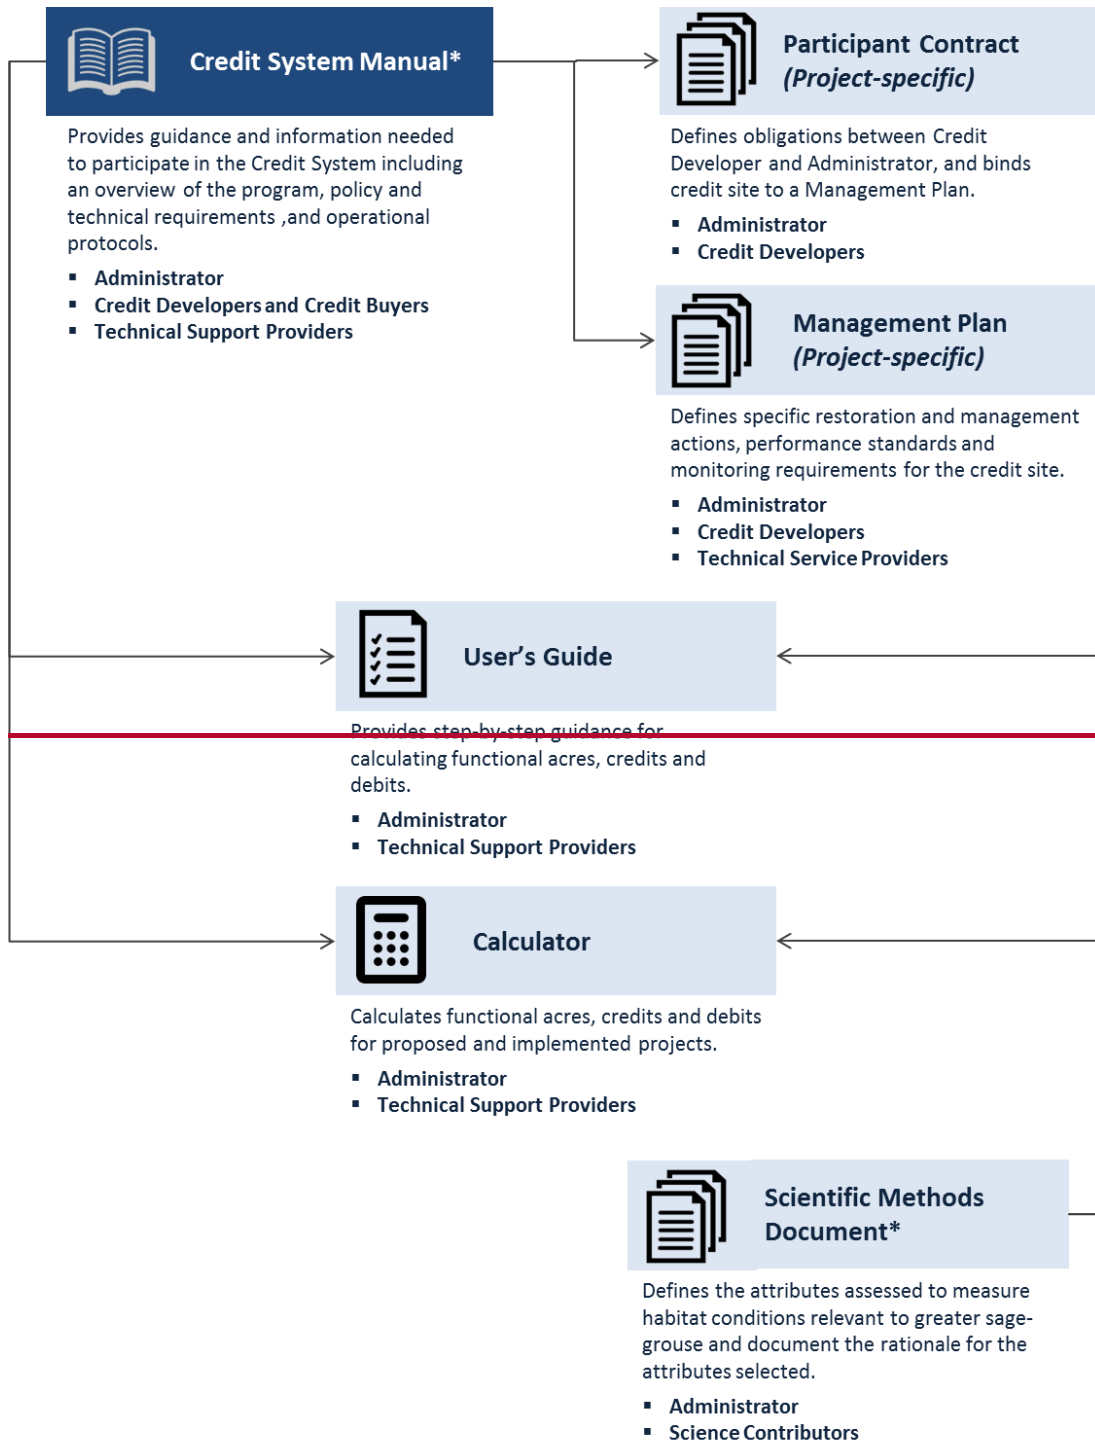 Credit System Manual*
Provides guidance and information needed
to participate in the Credit System including
an overview of the program, policy and
technical requirements ,and operational
protocols.
▪ Administrator
▪ Credit Developers and Credit Buyers
▪ Technical Support Providers
Participant Contract
(Project-specific)
Defines obligations between Credit
Developer and Administrator, and binds
credit site to a Management Plan.
▪ Administrator
▪ Credit Developers
Management Plan
(Project-specific)
Defines specific restoration and management
actions, performance standards and
monitoring requirements for the credit site.
▪ Administrator
▪ Credit Developers
▪ Technical Service Providers
User’s Guide
Provides step-by-step guidance for
calculating functional acres, credits and
debits.
▪ Administrator
▪ Technical Support Providers
Calculator
Calculates functional acres, credits and debits
for proposed and implemented projects.
▪ Administrator
▪ Technical Support Providers
Scientific Methods
Document*
Defines the attributes assessed to measure
habitat conditions relevant to greater sage-
grouse and document the rationale for the
attributes selected.
▪ Administrator
▪ Science Contributors